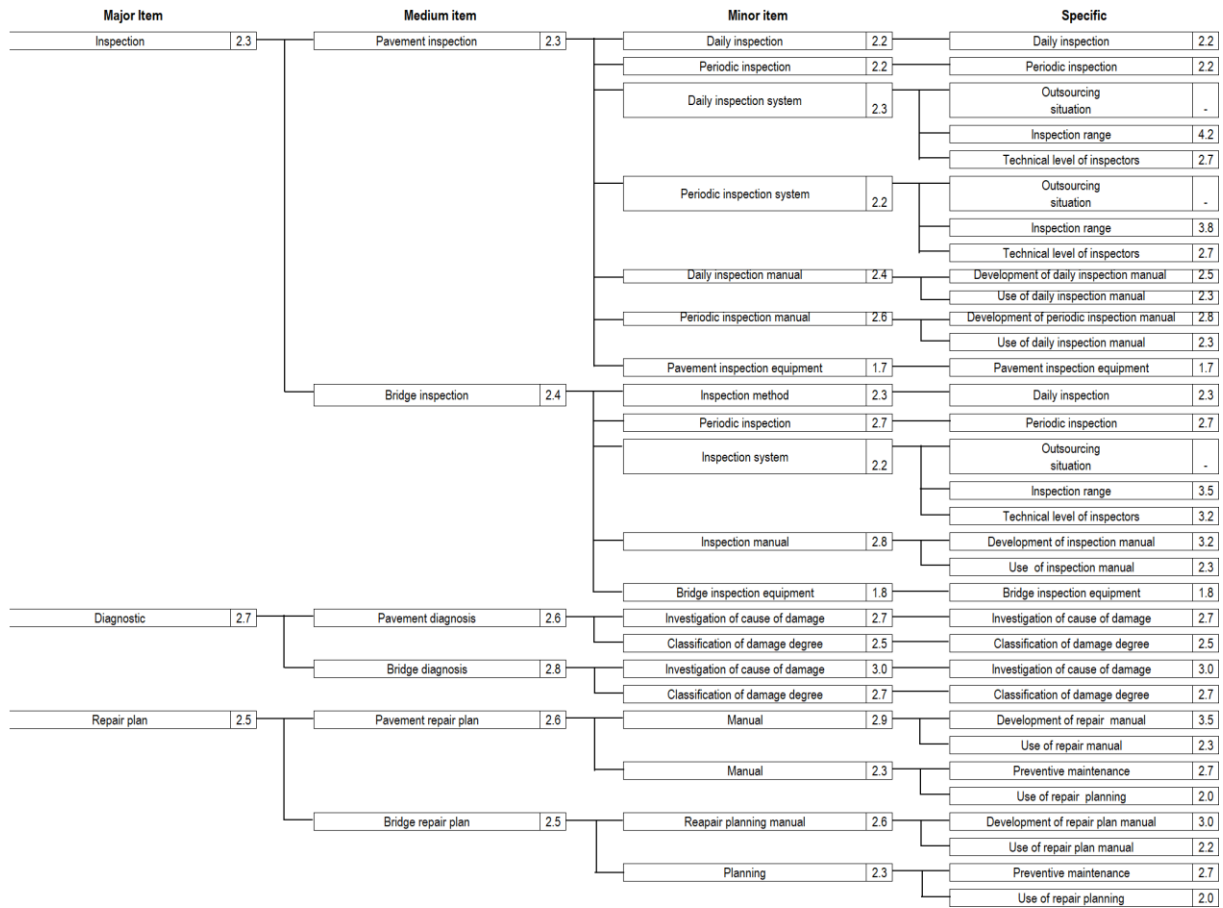 Major Item Medium item Minor item Specific
Inspection 2.3 Pavement inspection 2.3 Daily inspection 2.2 Daily inspection 2.2
Periodic inspection 2.2 Periodic inspection 2.2
Daily inspection system 2.3 Outsourcing
situation -
Inspection range 4.2
Technical level of inspectors 2.7
Periodic inspection system 2.2 Outsourcing
situation -
Inspection range 3.8
Technical level of inspectors 2.7
Daily inspection manual 2.4 Development of daily inspection manual 2.5
Use of daily inspection manual 2.3
Periodic inspection manual 2.6 Development of periodic inspection manual 2.8
Use of daily inspection manual 2.3
Pavement inspection equipment 1.7 Pavement inspection equipment 1.7
Bridge inspection 2.4 Inspection method 2.3 Daily inspection 2.3
Periodic inspection 2.7 Periodic inspection 2.7
Inspection system 2.2 Outsourcing
situation -
Inspection range 3.5
Technical level of inspectors 3.2
Inspection manual 2.8 Development of inspection manual 3.2
Use of inspection manual 2.3
Bridge inspection equipment 1.8 Bridge inspection equipment 1.8
Diagnostic 2.7 Pavement diagnosis 2.6 Investigation of cause of damage 2.7 Investigation of cause of damage 2.7
Classification of damage degree 2.5 Classification of damage degree 2.5
Bridge diagnosis 2.8 Investigation of cause of damage 3.0 Investigation of cause of damage 3.0
Classification of damage degree 2.7 Classification of damage degree 2.7
Repair plan 2.5 Pavement repair plan 2.6 Manual 2.9 Development of repair manual 3.5
Use of repair manual 2.3
Manual 2.3 Preventive maintenance 2.7
Use of repair planning 2.0
Bridge repair plan 2.5 Reapair planning manual 2.6 Development of repair plan manual 3.0
Use of repair plan manual 2.2
Planning 2.3 Preventive maintenance 2.7
Use of repair planning 2.0